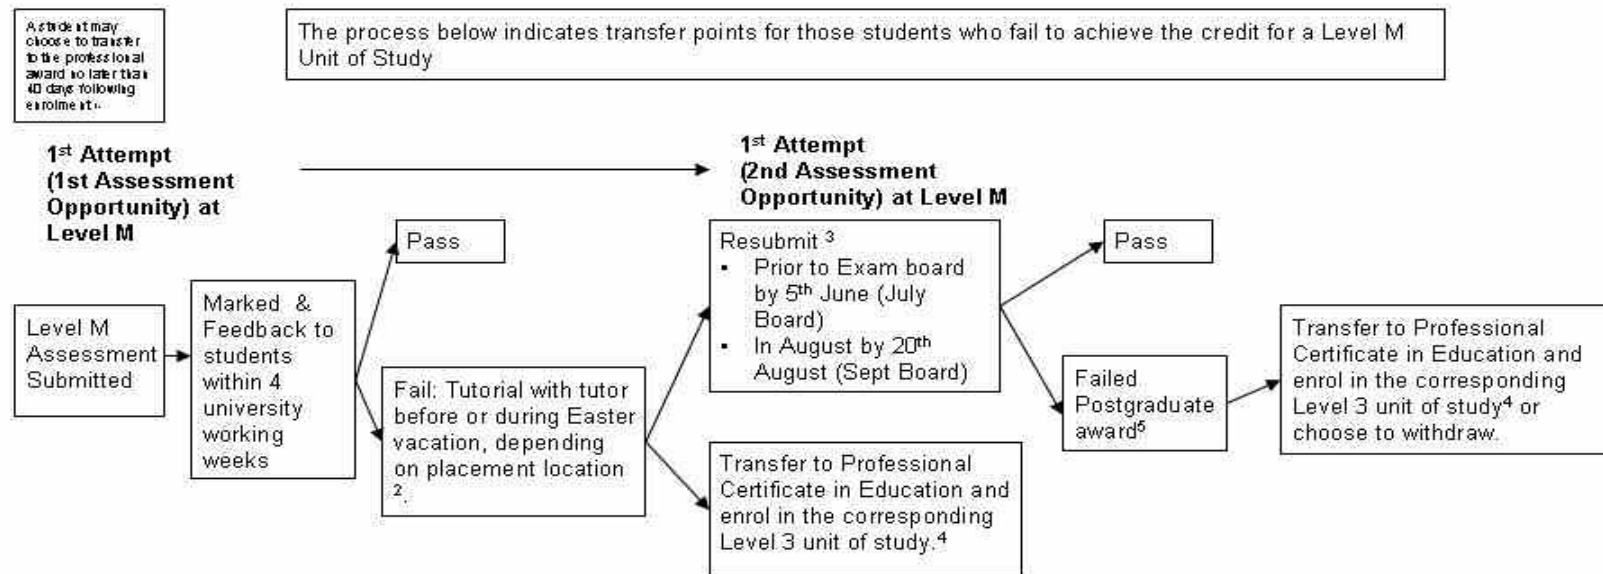 A student may
choose to transfer
to the professional
award no later than
40 days following
enrolment
The process below indicates transfer points for those students who fail to achieve the credit for a Level M
Unit of Study
1st Attempt
(1st Assessment
Opportunity) at
Level M
1st Attempt
(2nd Assessment
Opportunity) at Level M
Level M
Assessment
Submitted
Marked & 
Feedback to
students
within 4
university
working
weeks
Pass
Fail: Tutorial with tutor
before or during Easter
vacation, depending
on placement location
2.
Resubmit 3
▪ Prior to Exam board
by 5th June (July
Board)
▪ In August by 20th
August (Sept Board)
Transfer to Professional
Certificate in Education and
enrol in the corresponding
Level 3 unit of study.4
Pass
Failed
Postgraduate
award5
Transfer to Professional
Certificate in Education and
enrol in the corresponding
Level 3 unit of study4 or
choose to withdraw.